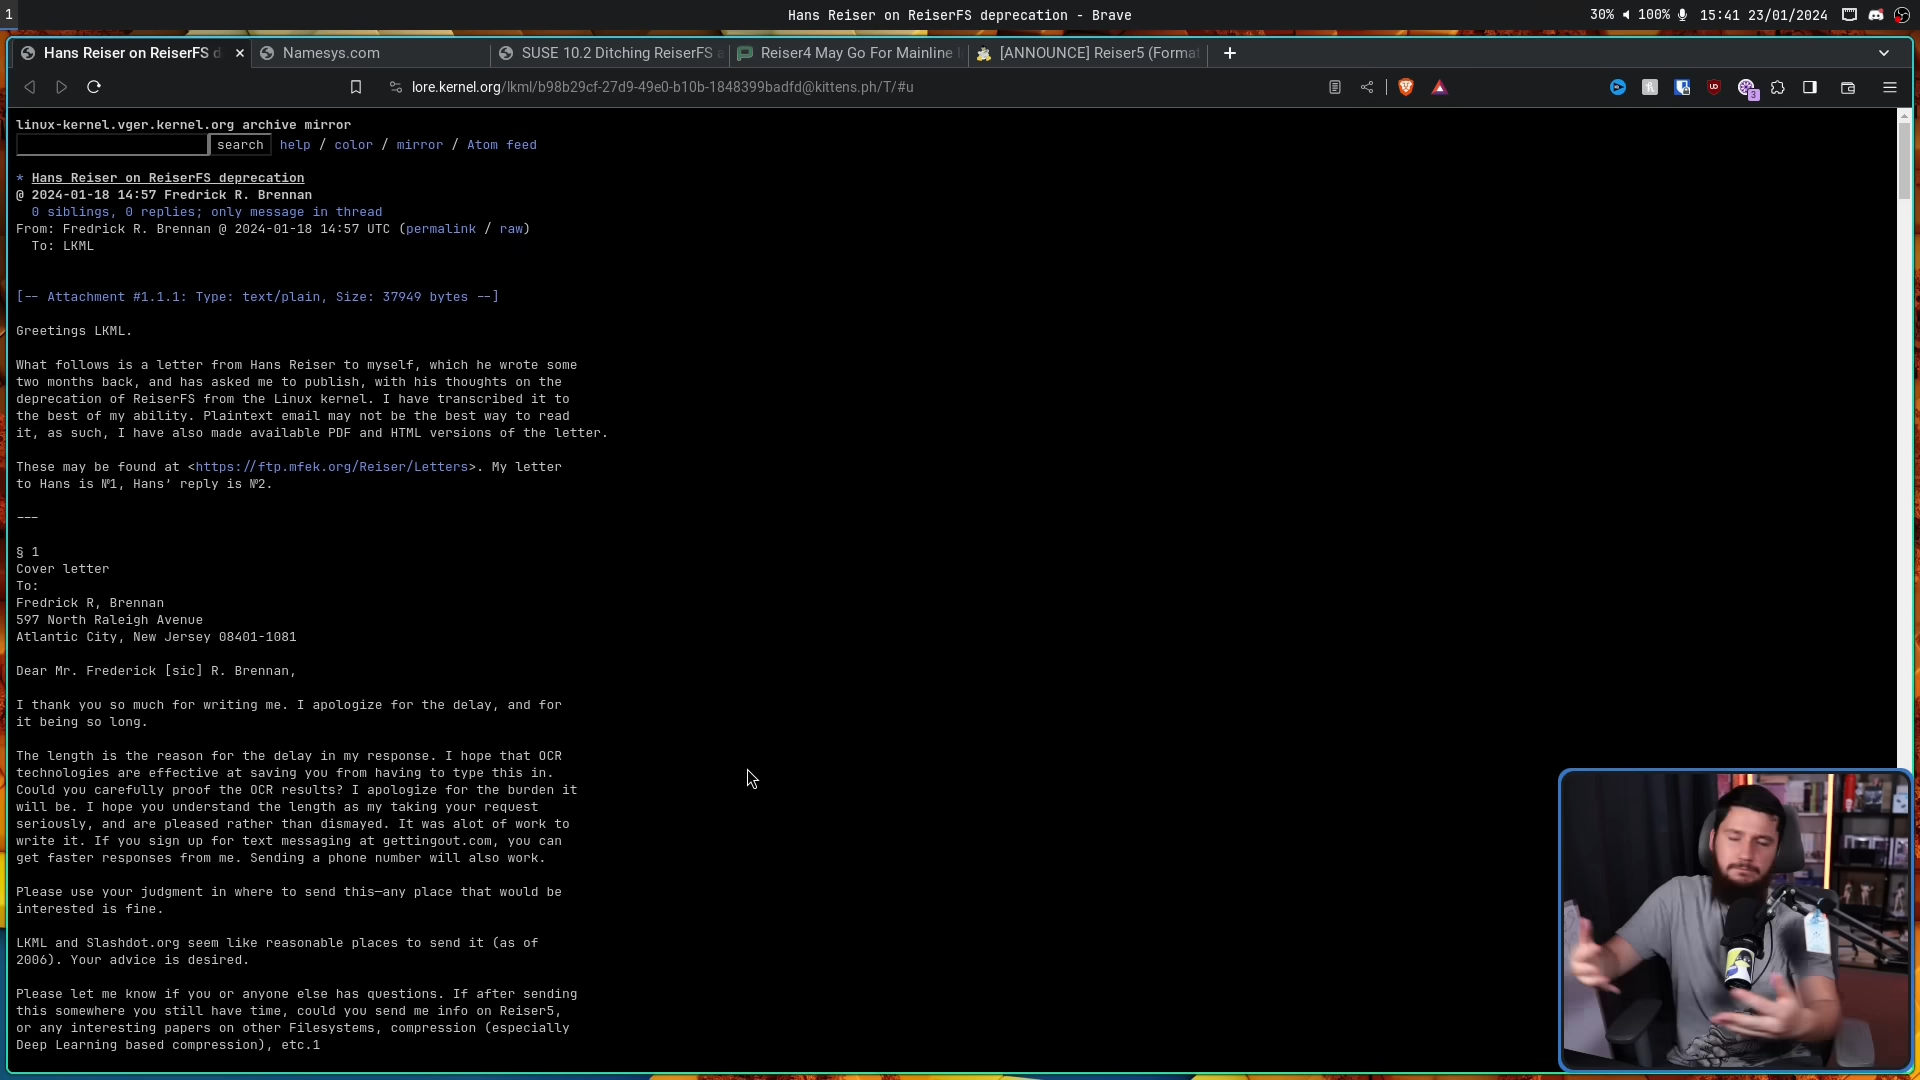 1
Hans Reiser on ReiserFS deprecation - Brave
30% 100% 15:41 23/01/2024
Hans Reiser on ReiserFS d
Namesys.com
SUSE 10.2 Ditching ReiserFS a
Reiser4 May Go For Mainline I
[ANNOUNCE] Reiser5 (Format
lore.kernel.org/lkml/b98b29cf-27d9-49e0-b10b-1848399badfd@kittens.ph/T/#u
UD
3
linux-kernel.vger.kernel.org archive mirror
search help / color / mirror / Atom feed
* Hans Reiser on ReiserFS deprecation
@ 2024-01-18 14:57 Fredrick R. Brennan
0 siblings, 0 replies; only message in thread
From: Fredrick R. Brennan @ 2024-01-18 14:57 UTC (permalink / raw)
To: LKML
[-- Attachment #1.1.1: Type: text/plain, Size: 37949 bytes --]
Greetings LKML.
What follows is a letter from Hans Reiser to myself, which he wrote some
two months back, and has asked me to publish, with his thoughts on the
deprecation of ReiserFS from the Linux kernel. I have transcribed it to
the best of my ability. Plaintext email may not be the best way to read
it, as such, I have also made available PDF and HTML versions of the letter.
These may be found at <https://ftp.mfek.org/Reiser/Letters>. My letter
to Hans is №1, Hans’ reply is №2.
---
§ 1
Cover letter
To:
Fredrick R, Brennan
597 North Raleigh Avenue
Atlantic City, New Jersey 08401-1081
Dear Mr. Frederick [sic] R. Brennan,
I thank you so much for writing me. I apologize for the delay, and for
it being so long.
The length is the reason for the delay in my response. I hope that OCR
technologies are effective at saving you from having to type this in.
Could you carefully proof the OCR results? I apologize for the burden it
will be. I hope you understand the length as my taking your request
seriously, and are pleased rather than dismayed. It was alot of work to
write it. If you sign up for text messaging at gettingout.com, you can
get faster responses from me. Sending a phone number will also work.
Please use your judgment in where to send this—any place that would be
interested is fine.
LKML and Slashdot.org seem like reasonable places to send it (as of
2006). Your advice is desired.
Please let me know if you or anyone else has questions. If after sending
this somewhere you still have time, could you send me info on Reiser5,
or any interesting papers on other Filesystems, compression (especially
Deep Learning based compression), etc.1